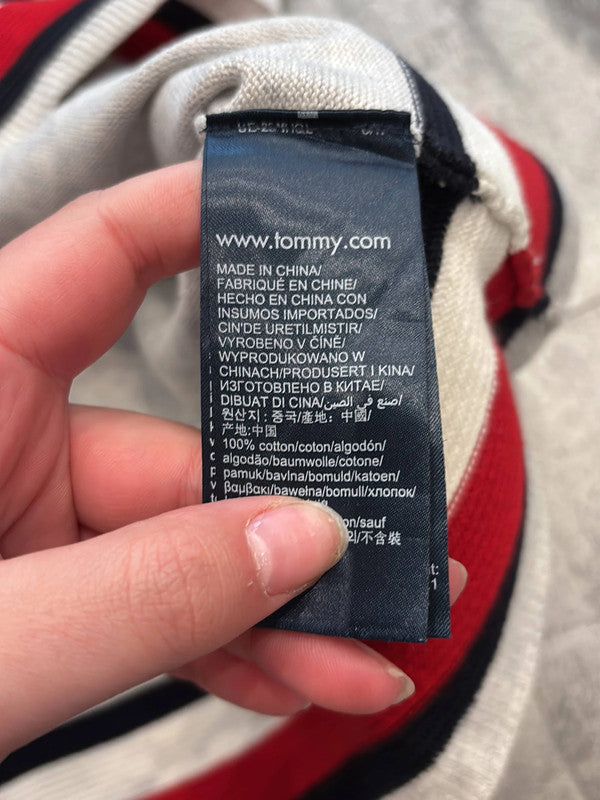 www.tommy.com
MADE IN CHINA/
FABRIQUÉ EN CHINE/
HECHO EN CHINA CON
INSUMOS IMPORTADOS/
CIN'DE URETILMISTIR/
VYROBENO V ČÍNĚ/
WYPRODUKOWANO W
CHINACH/PRODUSERT I KINA/
ИЗГОТОВЛЕНО В КИТАЕ/
DIBUAT DI CINA/صنع في الصين/
원산지 : 중국/產地: 中國/
产地:中国
100% cotton/coton/algodón/
algodão/baumwolle/cotone/
pamuk/bavlna/bomuld/katoen/
βαμβακι/bawełna/bomull/хлопок/
/sauf
/不含裝